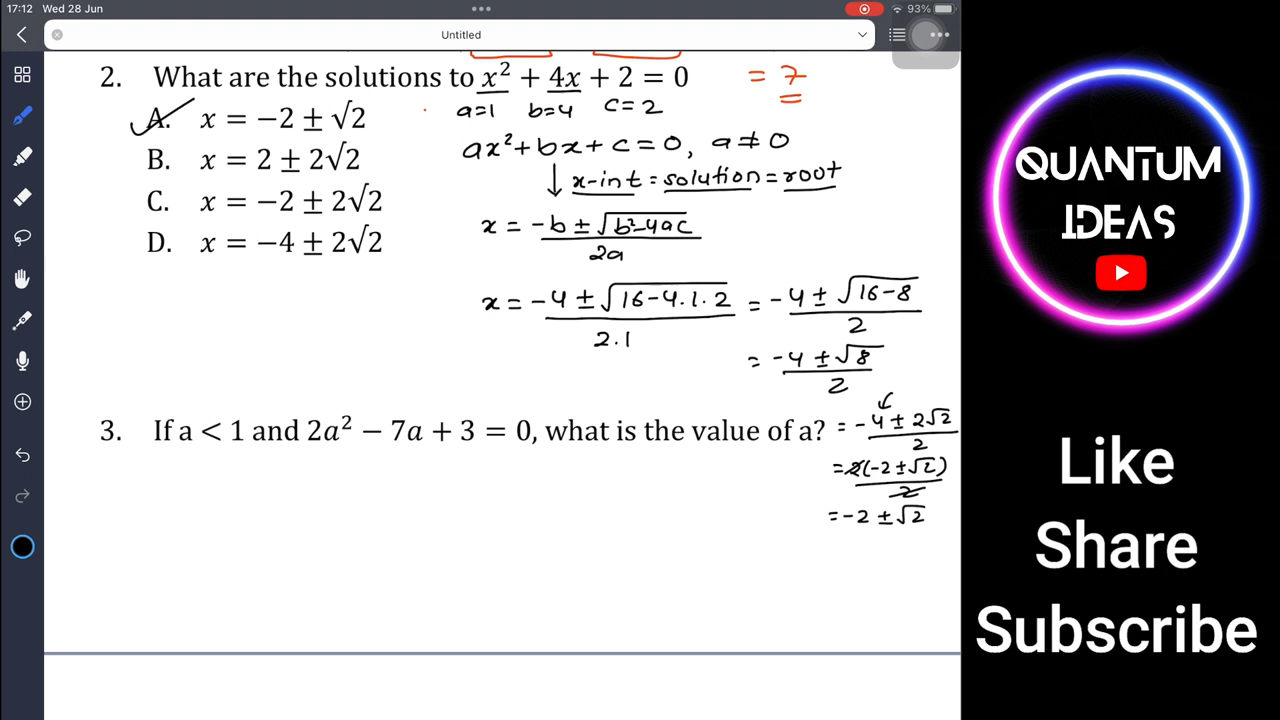 17:12 Wed 28 Jun
93%
Untitled
2. What are the solutions to x² + 4x + 2 = 0 = 7
a=1 b=4 c=2
A. x = −2 ± √2
B. x = 2 ± 2√2
C. x = −2 ± 2√2
D. x = −4 ± 2√2
ax²+bx+c=0, a≠0
↓ x-int = solution = root
x = -b ± √b²-4ac / 2a
x = -4 ± √16-4.1.2 / 2.1 = -4 ± √16-8 / 2
= -4 ± √8 / 2
= -4 ± 2√2 / 2
= 2(-2 ± √2) / 2
= -2 ± √2
3. If a < 1 and 2a² − 7a + 3 = 0, what is the value of a?
QUANTUM
IDEAS
Like
Share
Subscribe